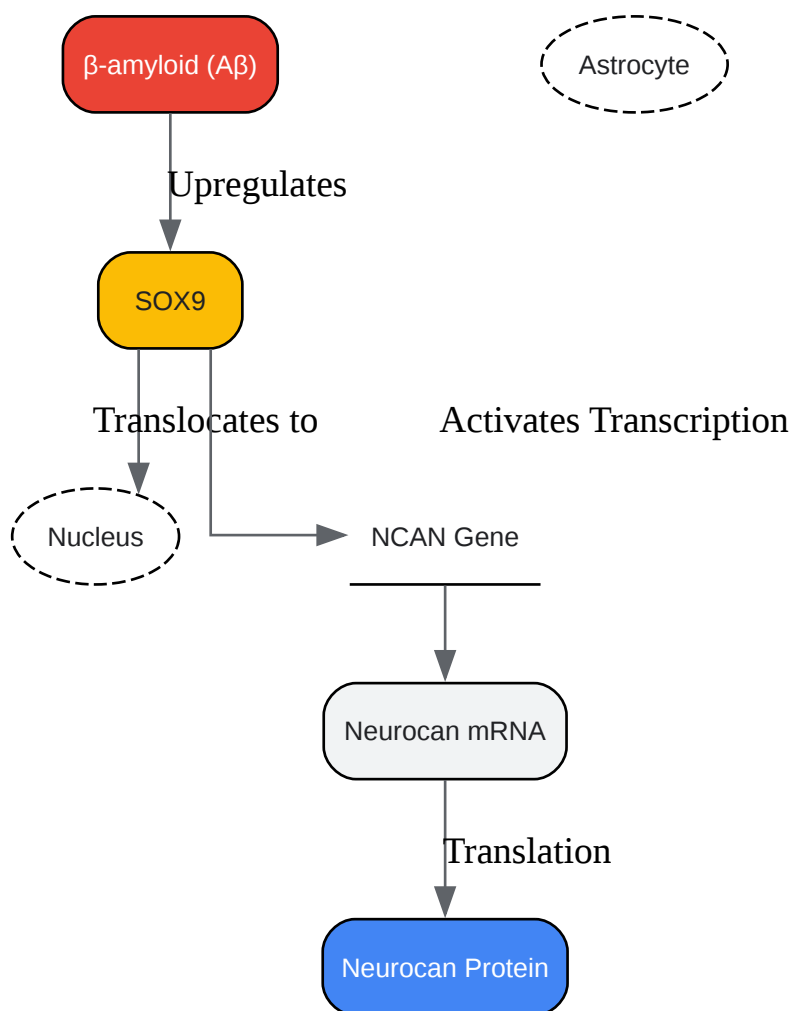 β-amyloid (Aβ)
Astrocyte
Upregulates
SOX9
Translocates to
Activates Transcription
Nucleus
NCAN Gene
Neurocan mRNA
Translation
Neurocan Protein